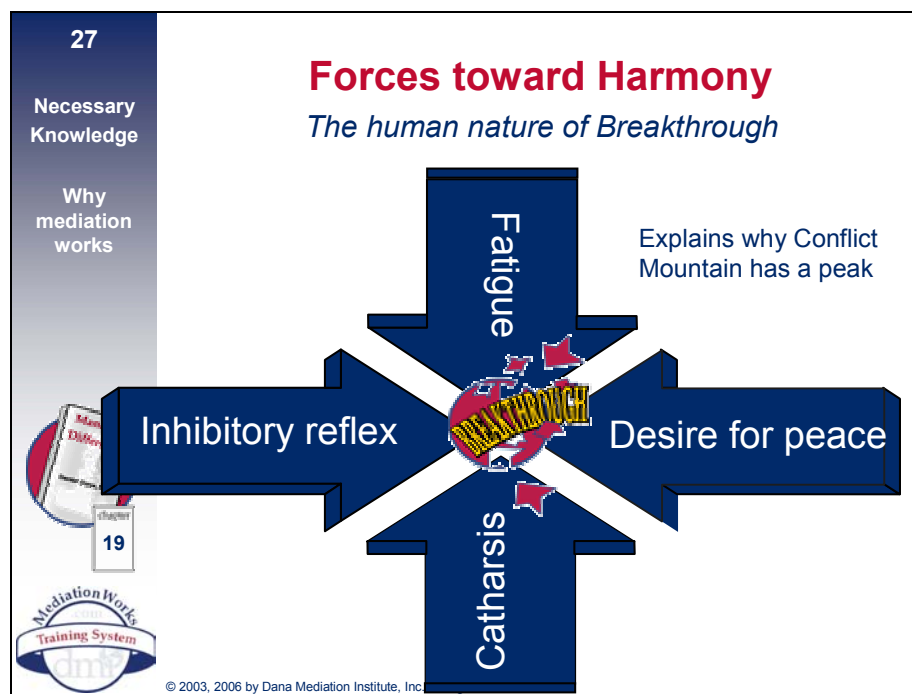 27
Necessary
Knowledge
Why
mediation
works
Forces toward Harmony
The human nature of Breakthrough
Explains why Conflict
Mountain has a peak
Fatigue
Inhibitory reflex
BREAKTHROUGH
Desire for peace
Catharsis
chapter
19
MediationWorks
.com
Training System
dmi
© 2003, 2006 by Dana Mediation Institute, Inc.